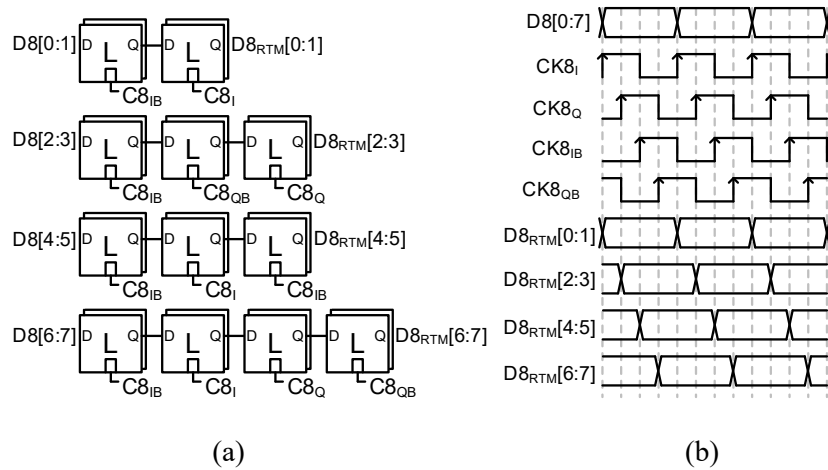 D8[0:1] D Q L D Q L D8RTM[0:1]
C8IB C8I
D8[2:3] D Q L D Q L D Q L D8RTM[2:3]
C8IB C8QB C8Q
D8[4:5] D Q L D Q L D Q L D8RTM[4:5]
C8IB C8I C8IB
D8[6:7] D Q L D Q L D Q L D Q L D8RTM[6:7]
C8IB C8I C8Q C8QB
(a)
D8[0:7]
CK8I
CK8Q
CK8IB
CK8QB
D8RTM[0:1]
D8RTM[2:3]
D8RTM[4:5]
D8RTM[6:7]
(b)